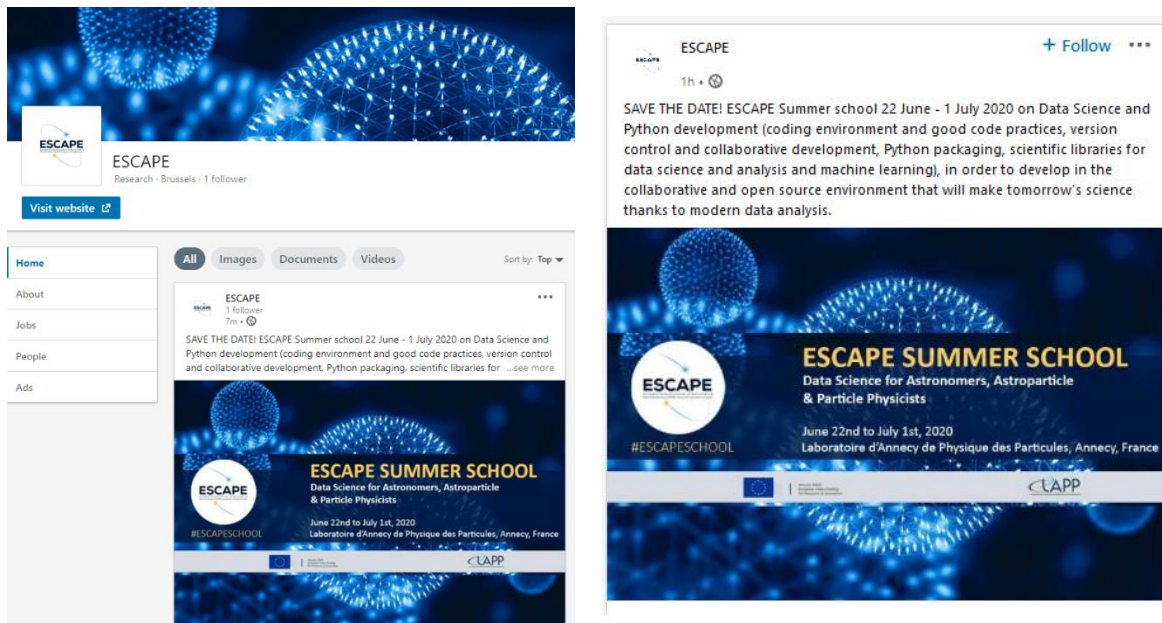 ESCAPE
ESCAPE
Research · Brussels · 1 follower
Visit website
Home
About
Jobs
People
Ads
All Images Documents Videos
Sort by: Top
ESCAPE
ESCAPE
1 follower
7m •
SAVE THE DATE! ESCAPE Summer school 22 June - 1 July 2020 on Data Science and
Python development (coding environment and good code practices, version control
and collaborative development, Python packaging, scientific libraries for ...see more
ESCAPE SUMMER SCHOOL
Data Science for Astronomers, Astroparticle
& Particle Physicists
ESCAPE
June 22nd to July 1st, 2020
#ESCAPESCHOOL
Laboratoire d'Annecy de Physique des Particules, Annecy, France
LAPP
ESCAPE
ESCAPE
+ Follow
1h •
SAVE THE DATE! ESCAPE Summer school 22 June - 1 July 2020 on Data Science and
Python development (coding environment and good code practices, version
control and collaborative development, Python packaging, scientific libraries for
data science and analysis and machine learning), in order to develop in the
collaborative and open source environment that will make tomorrow's science
thanks to modern data analysis.
ESCAPE SUMMER SCHOOL
Data Science for Astronomers, Astroparticle
& Particle Physicists
ESCAPE
June 22nd to July 1st, 2020
#ESCAPESCHOOL
Laboratoire d'Annecy de Physique des Particules, Annecy, France
LAPP